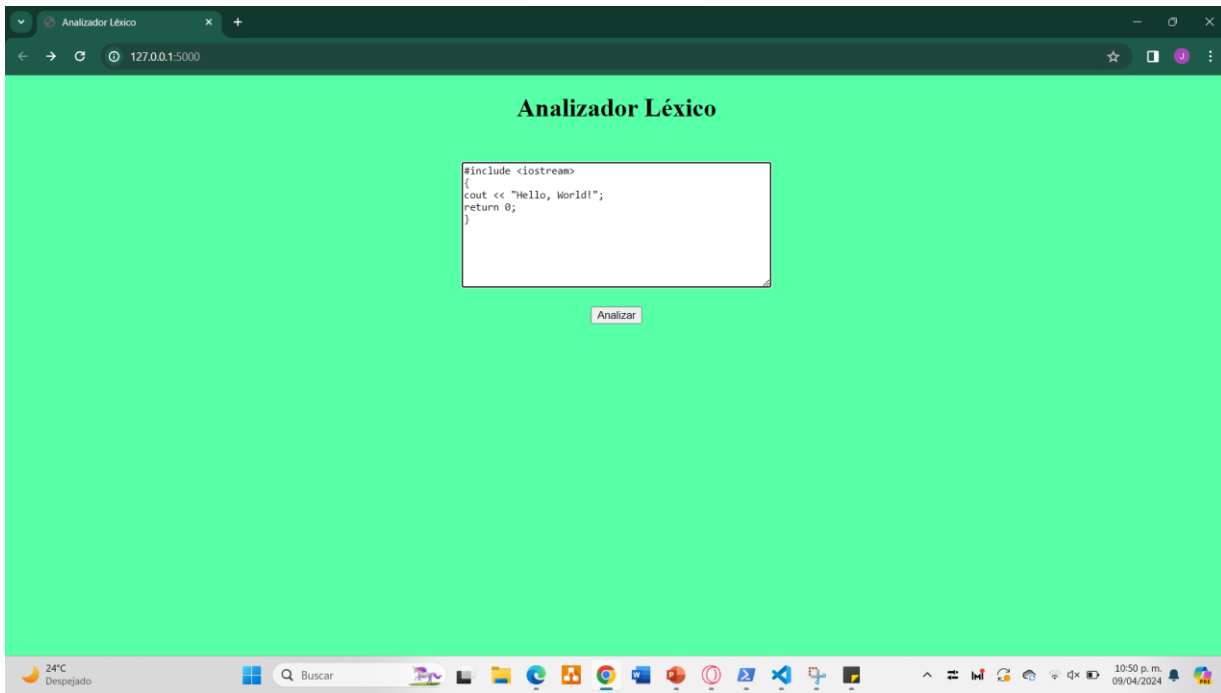 Analizador Léxico
127.0.0.1:5000
J
Analizador Léxico
#include <iostream>
{
cout << "Hello, World!";
return 0;
}
Analizar
24°C
Despejado
Buscar
10:50 p. m.
09/04/2024